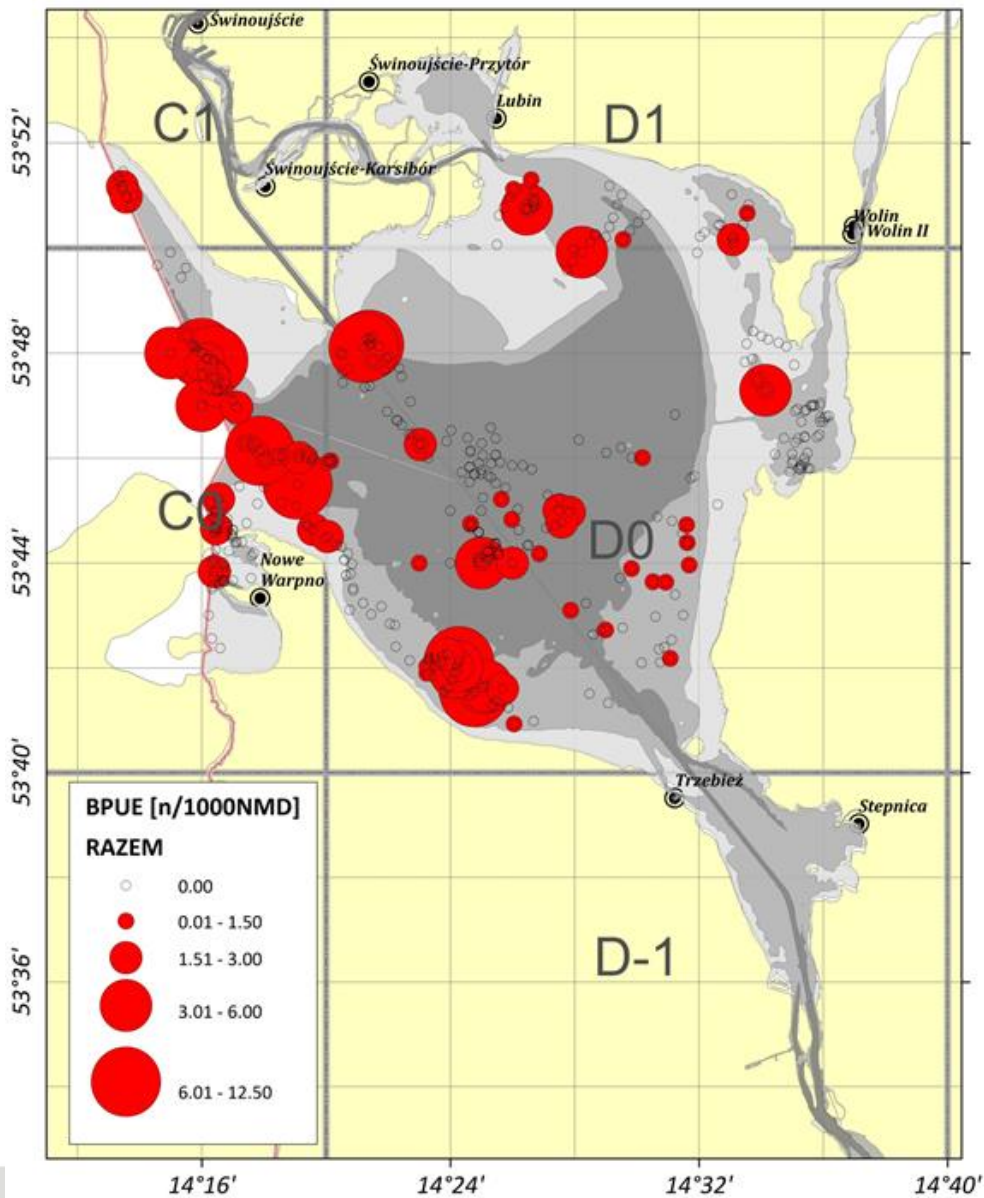 Świnoujście
Świnoujście-Przytór
Lubin
C1
D1
53°52'
Świnoujście-Karsibór
Wolin
Wolin II
53°48'
C0
D0
53°44'
Nowe
Warpno
53°40'
Trzebież
Stepnica
BPUE [n/1000NMD]
RAZEM
0.00
0.01 - 1.50
1.51 - 3.00
3.01 - 6.00
6.01 - 12.50
D-1
53°36'
14°16' 14°24' 14°32' 14°40'